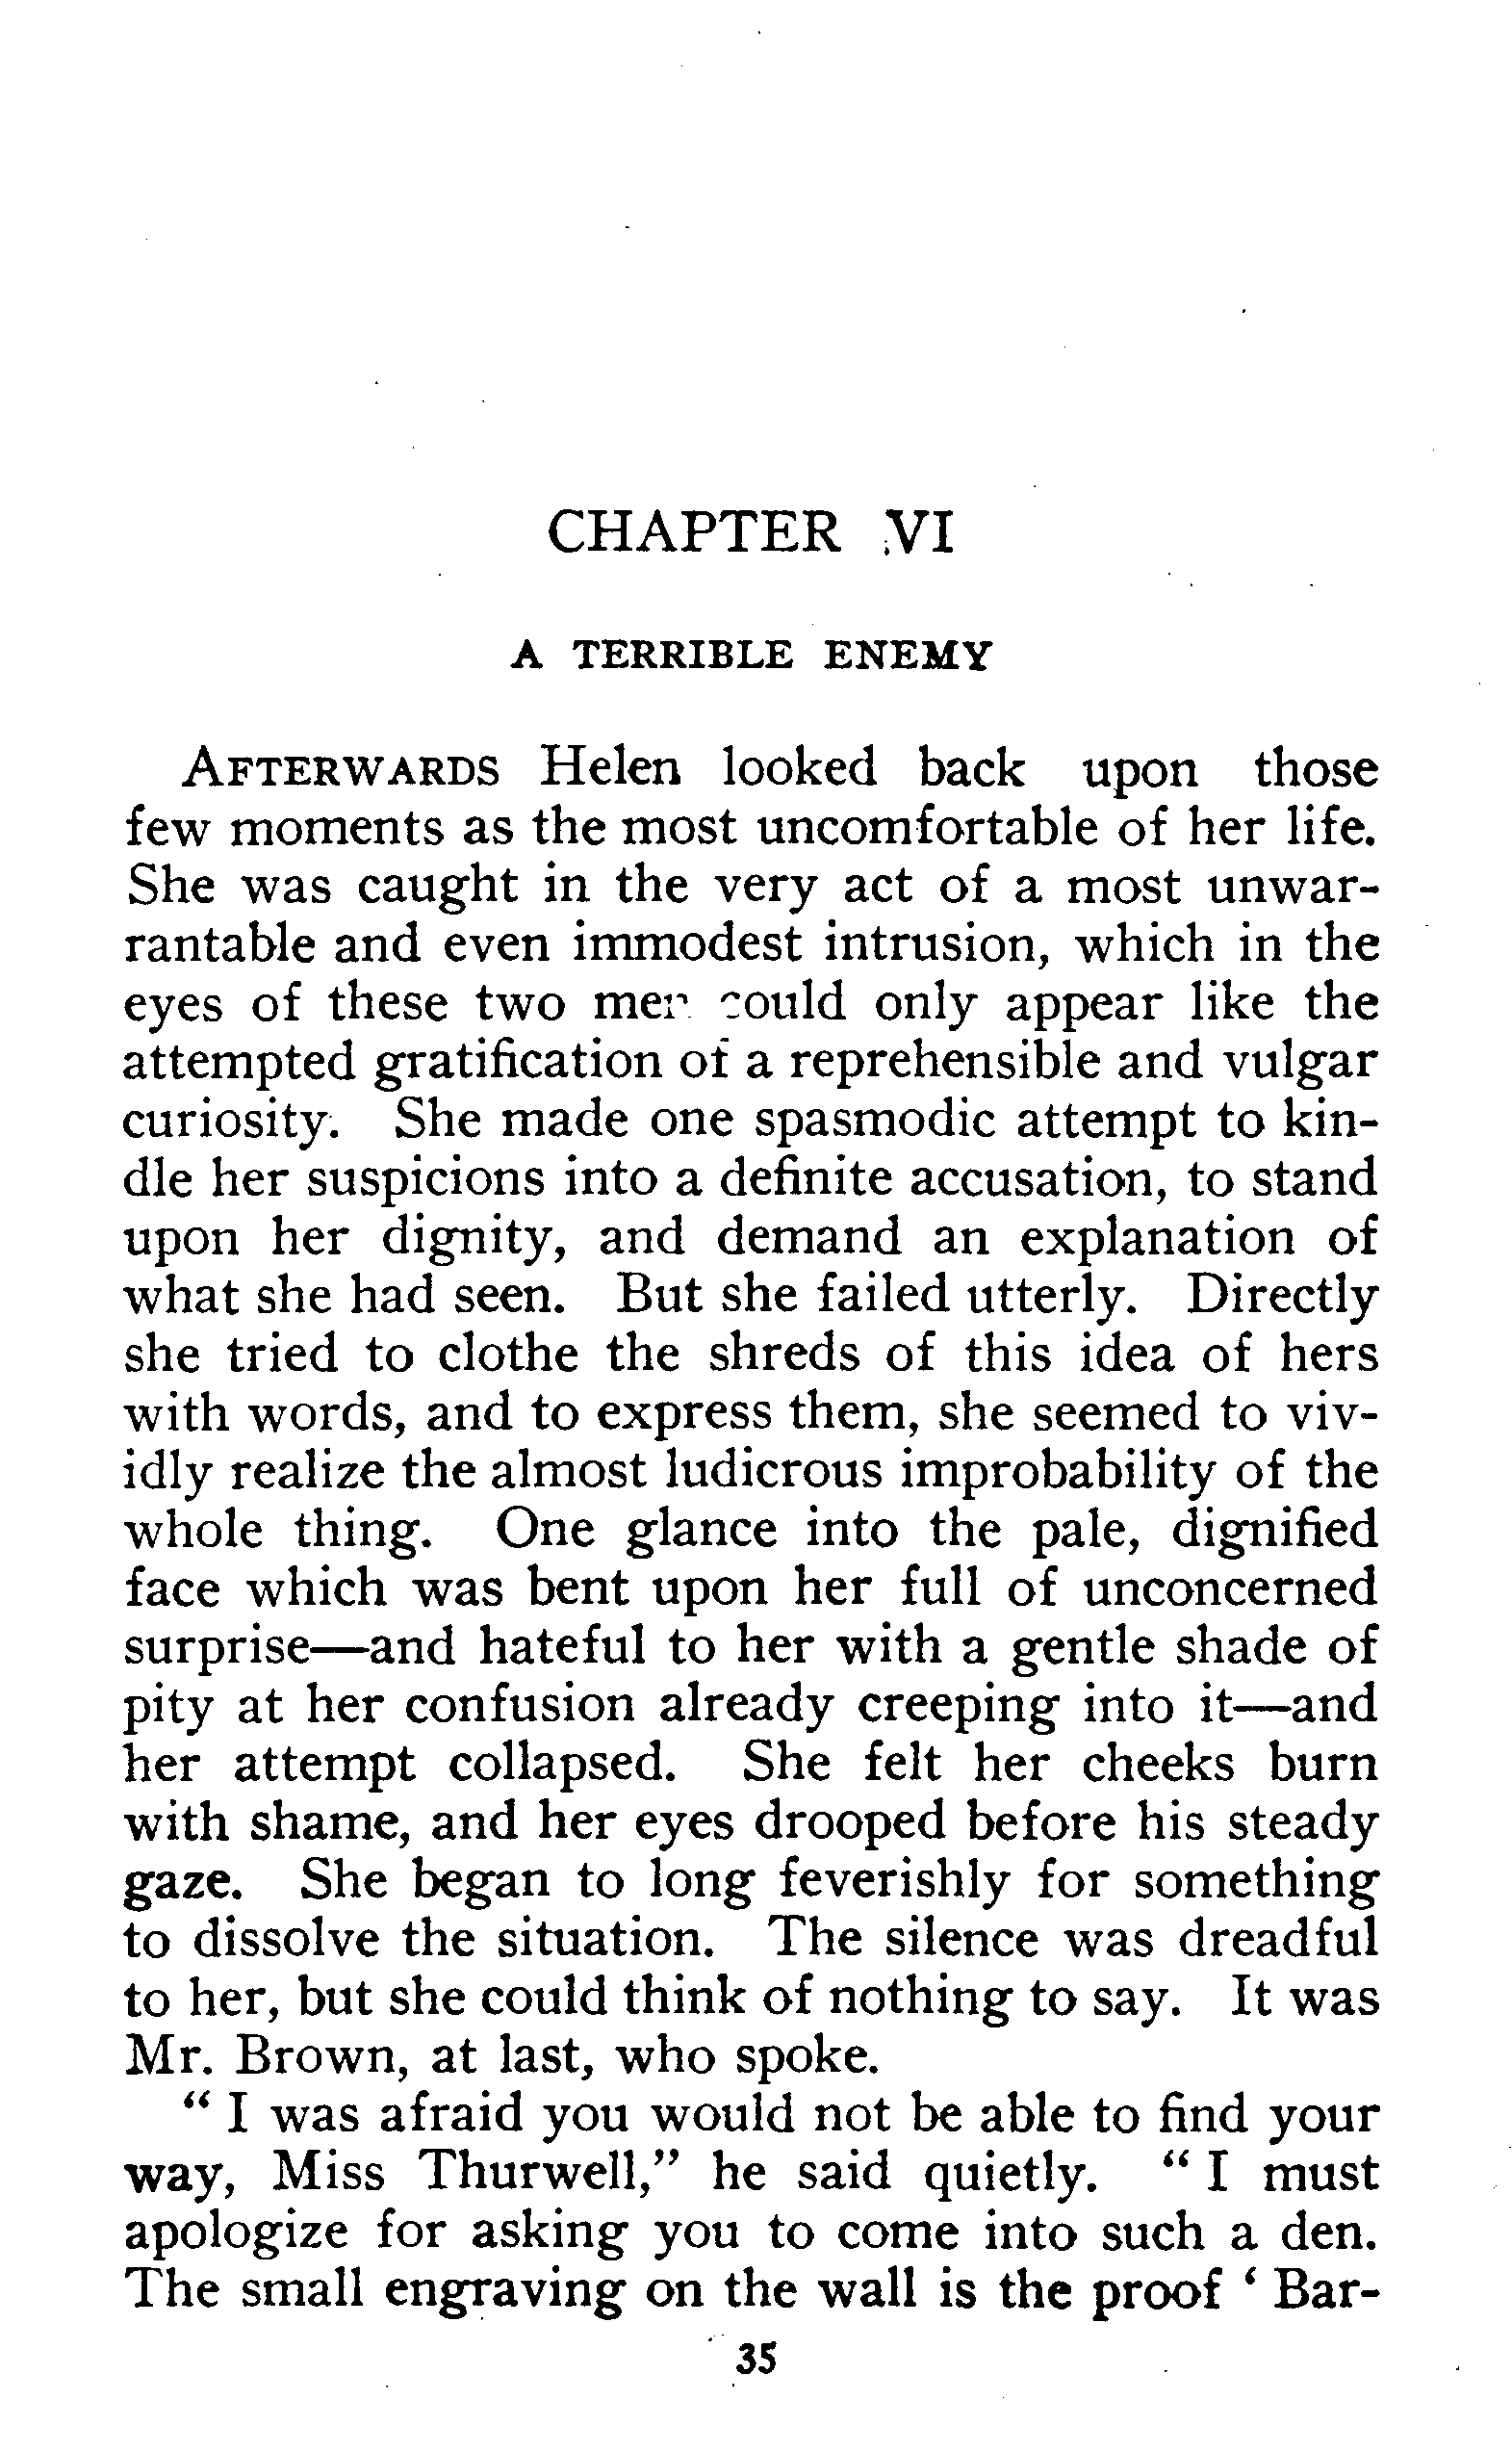 CHAPTER VI
A TERRIBLE ENEMY
AFTERWARDS Helen looked back upon those
few moments as the most uncomfortable of her life.
She was caught in the very act of a most unwar-
rantable and even immodest intrusion, which in the
eyes of these two men could only appear like the
attempted gratification of a reprehensible and vulgar
curiosity. She made one spasmodic attempt to kin-
dle her suspicions into a definite accusation, to stand
upon her dignity, and demand an explanation of
what she had seen. But she failed utterly. Directly
she tried to clothe the shreds of this idea of hers
with words, and to express them, she seemed to viv-
idly realize the almost ludicrous improbability of the
whole thing. One glance into the pale, dignified
face which was bent upon her full of unconcerned
surprise—and hateful to her with a gentle shade of
pity at her confusion already creeping into it—and
her attempt collapsed. She felt her cheeks burn
with shame, and her eyes drooped before his steady
gaze. She began to long feverishly for something
to dissolve the situation. The silence was dreadful
to her, but she could think of nothing to say. It was
Mr. Brown, at last, who spoke.
“ I was afraid you would not be able to find your
way, Miss Thurwell,” he said quietly. “ I must
apologize for asking you to come into such a den.
The small engraving on the wall is the proof ‘ Bar-
35